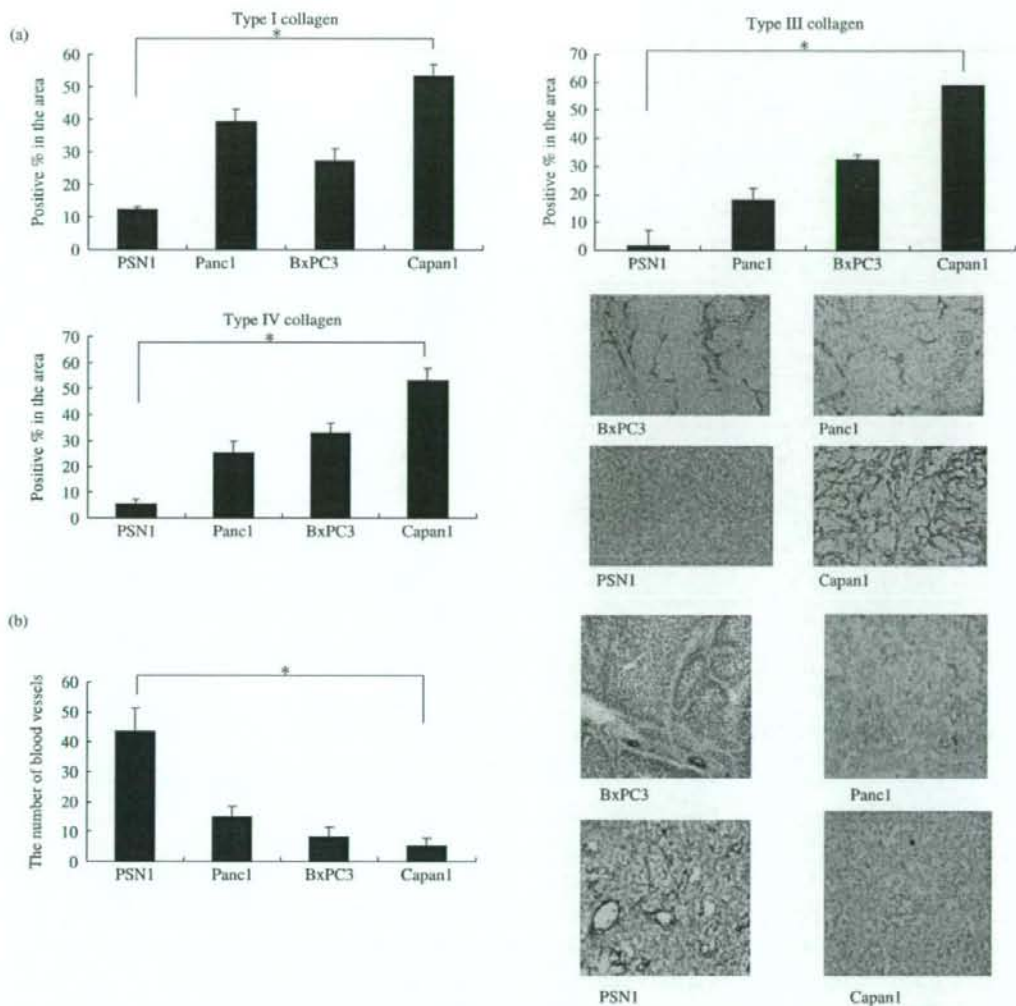 (a)
Type I collagen
*
Positive % in the area
60
50
40
30
20
10
0
PSN1 Panc1 BxPC3 Capan1
Type III collagen
*
Positive % in the area
70
60
50
40
30
20
10
0
PSN1 Panc1 BxPC3 Capan1
Type IV collagen
*
Positive % in the area
70
60
50
40
30
20
10
0
PSN1 Panc1 BxPC3 Capan1
BxPC3 Panc1
PSN1 Capan1
(b)
*
The number of blood vessels
60
50
40
30
20
10
0
PSN1 Panc1 BxPC3 Capan1
BxPC3 Panc1
PSN1 Capan1